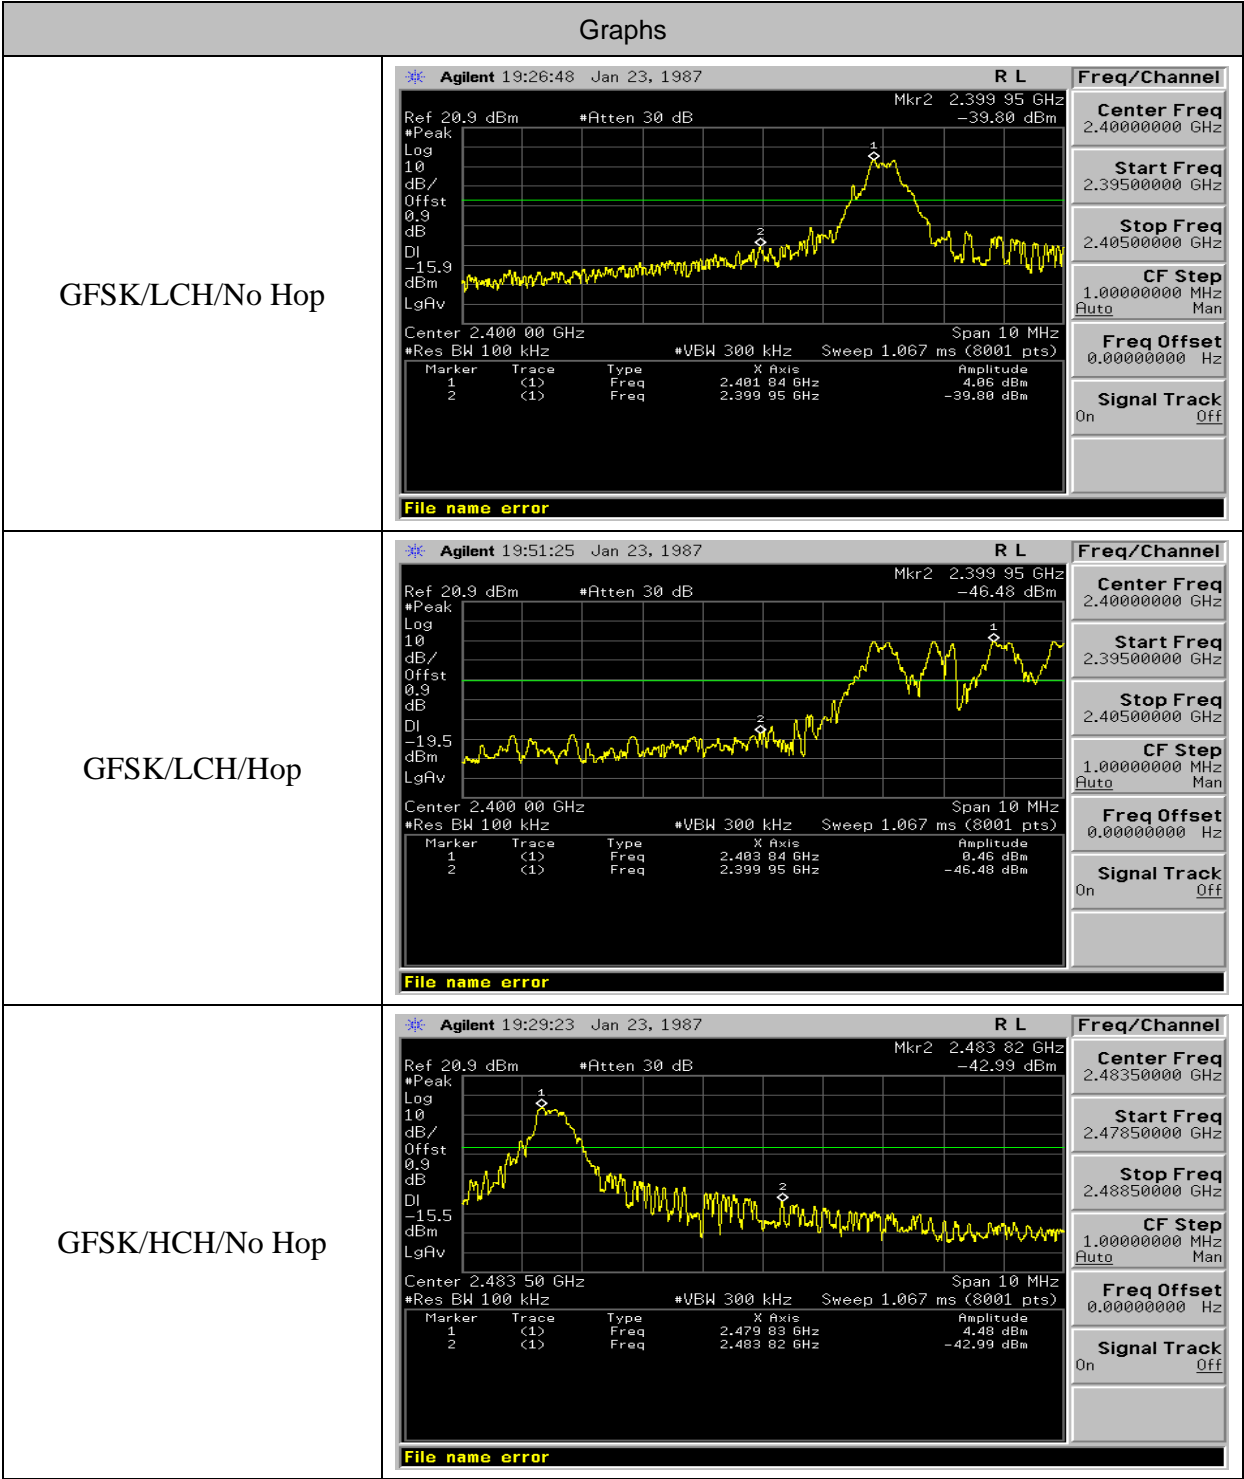 Graphs
GFSK/LCH/No Hop
Agilent 19:26:48 Jan 23, 1987 R L Freq/Channel
Mkr2 2.399 95 GHz
Ref 20.9 dBm #Atten 30 dB -39.80 dBm
#Peak
Log
10
dB/
Offst
0.9
dB
DI
-15.9
dBm
LgAv
1
2
Center 2.400 00 GHz Span 10 MHz
#Res BW 100 kHz #VBW 300 kHz Sweep 1.067 ms (8001 pts)
Marker Trace Type X Axis Amplitude
1 (1) Freq 2.401 84 GHz 4.06 dBm
2 (1) Freq 2.399 95 GHz -39.80 dBm
File name error
Center Freq
2.40000000 GHz
Start Freq
2.39500000 GHz
Stop Freq
2.40500000 GHz
CF Step
1.00000000 MHz
Auto Man
Freq Offset
0.00000000 Hz
Signal Track
On Off
GFSK/LCH/Hop
Agilent 19:51:25 Jan 23, 1987 R L Freq/Channel
Mkr2 2.399 95 GHz
Ref 20.9 dBm #Atten 30 dB -46.48 dBm
#Peak
Log
10
dB/
Offst
0.9
dB
DI
-19.5
dBm
LgAv
1
2
Center 2.400 00 GHz Span 10 MHz
#Res BW 100 kHz #VBW 300 kHz Sweep 1.067 ms (8001 pts)
Marker Trace Type X Axis Amplitude
1 (1) Freq 2.403 84 GHz 0.46 dBm
2 (1) Freq 2.399 95 GHz -46.48 dBm
File name error
Center Freq
2.40000000 GHz
Start Freq
2.39500000 GHz
Stop Freq
2.40500000 GHz
CF Step
1.00000000 MHz
Auto Man
Freq Offset
0.00000000 Hz
Signal Track
On Off
GFSK/HCH/No Hop
Agilent 19:29:23 Jan 23, 1987 R L Freq/Channel
Mkr2 2.483 82 GHz
Ref 20.9 dBm #Atten 30 dB -42.99 dBm
#Peak
Log
10
dB/
Offst
0.9
dB
DI
-15.5
dBm
LgAv
1
2
Center 2.483 50 GHz Span 10 MHz
#Res BW 100 kHz #VBW 300 kHz Sweep 1.067 ms (8001 pts)
Marker Trace Type X Axis Amplitude
1 (1) Freq 2.479 83 GHz 4.48 dBm
2 (1) Freq 2.483 82 GHz -42.99 dBm
File name error
Center Freq
2.48350000 GHz
Start Freq
2.47850000 GHz
Stop Freq
2.48850000 GHz
CF Step
1.00000000 MHz
Auto Man
Freq Offset
0.00000000 Hz
Signal Track
On Off